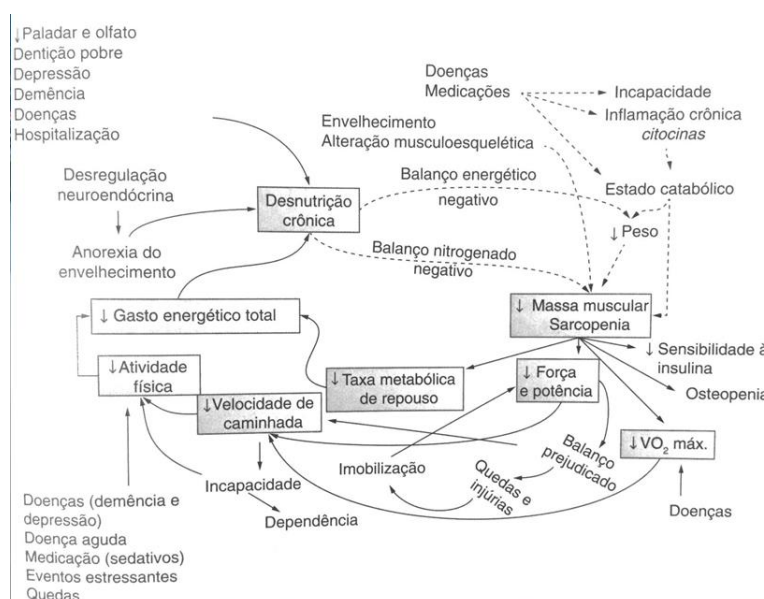 ↓Paladar e olfato
Dentição pobre
Depressão
Demência
Doenças
Hospitalização
Doenças
Medicações
Incapacidade
Inflamação crônica
citocinas
Envelhecimento
Alteração musculoesquelética
Desregulação
neuroendócrina
Balanço energético
negativo
Estado catabólico
Desnutrição
crônica
↓ Peso
Anorexia do
envelhecimento
Balanço nitrogenado
negativo
↓ Gasto energético total
↓ Massa muscular
Sarcopenia
↓ Sensibilidade à
insulina
↓Atividade
física
↓Taxa metabólica
de repouso
↓ Força
e potência
Osteopenia
↓Velocidade de
caminhada
↓VO₂ máx.
Balanço
prejudicado
Imobilização
Quedas e
injúrias
Incapacidade
Dependência
Doenças
Doenças (demência e
depressão)
Doença aguda
Medicação (sedativos)
Eventos estressantes
Quedas